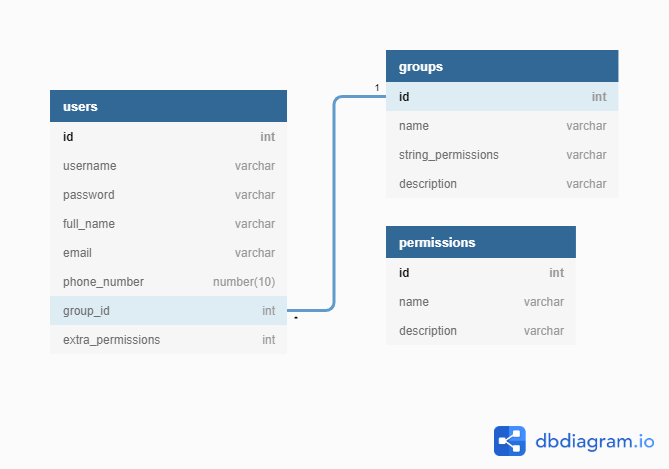 users
id int
username varchar
password varchar
full_name varchar
email varchar
phone_number number(10)
group_id int
extra_permissions int
*
1
groups
id int
name varchar
string_permissions varchar
description varchar
permissions
id int
name varchar
description varchar
dbdiagram.io